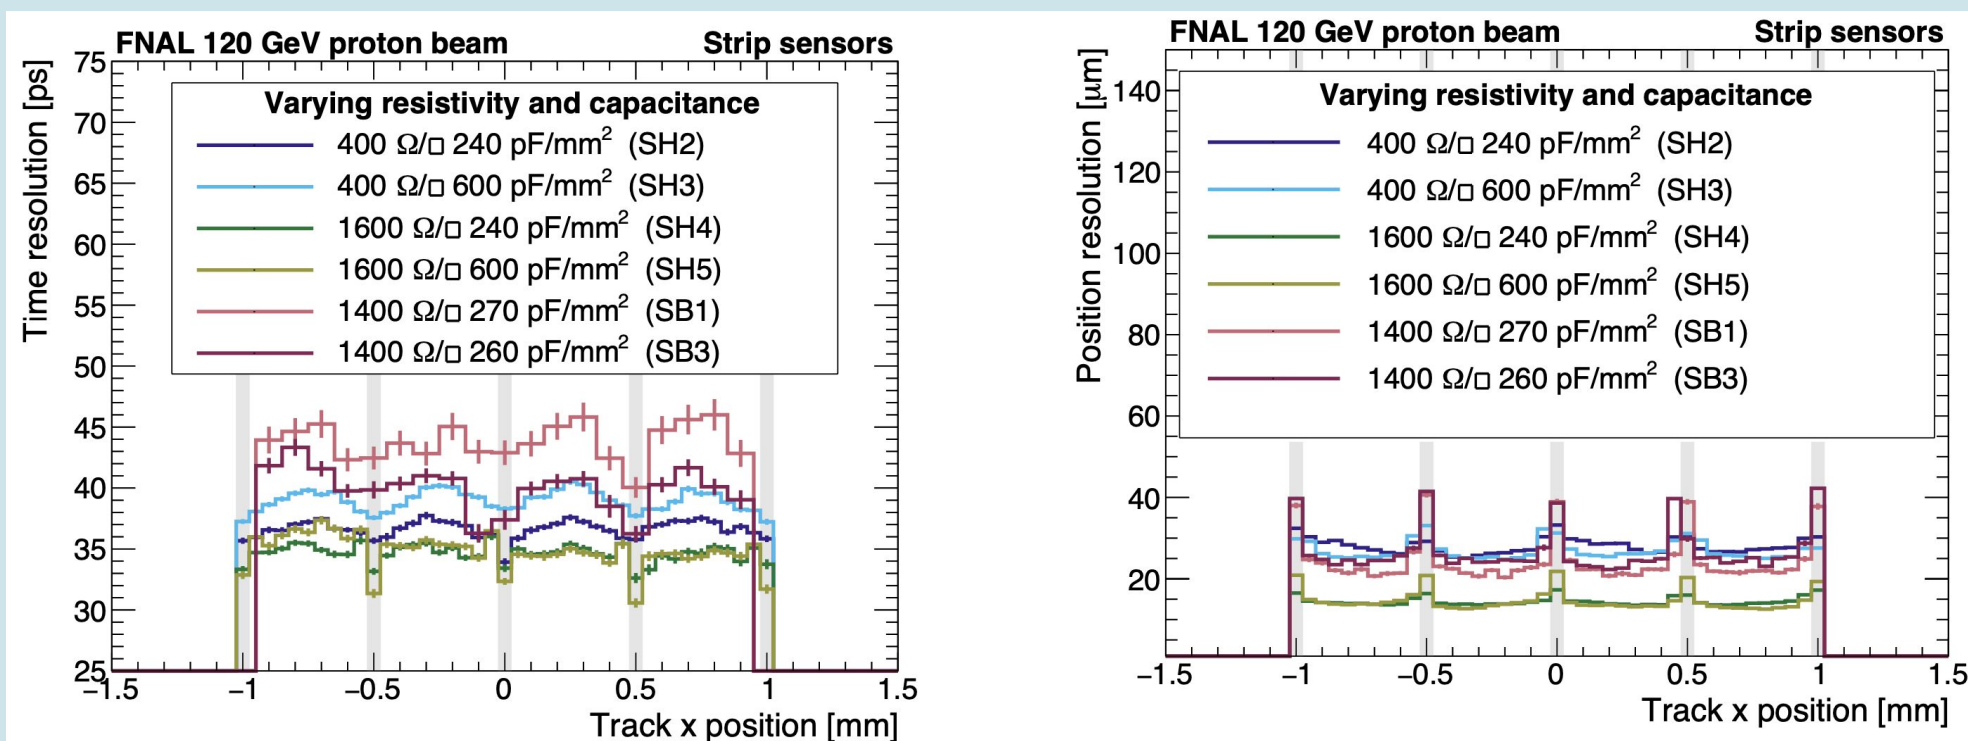 FNAL 120 GeV proton beam Strip sensors
Time resolution [ps]
75
70
65
60
55
50
45
40
35
30
25
Varying resistivity and capacitance
400 Ω/□ 240 pF/mm² (SH2)
400 Ω/□ 600 pF/mm² (SH3)
1600 Ω/□ 240 pF/mm² (SH4)
1600 Ω/□ 600 pF/mm² (SH5)
1400 Ω/□ 270 pF/mm² (SB1)
1400 Ω/□ 260 pF/mm² (SB3)
−1.5 −1 −0.5 0 0.5 1 1.5
Track x position [mm]
FNAL 120 GeV proton beam Strip sensors
Position resolution [μm]
140
120
100
80
60
40
20
Varying resistivity and capacitance
400 Ω/□ 240 pF/mm² (SH2)
400 Ω/□ 600 pF/mm² (SH3)
1600 Ω/□ 240 pF/mm² (SH4)
1600 Ω/□ 600 pF/mm² (SH5)
1400 Ω/□ 270 pF/mm² (SB1)
1400 Ω/□ 260 pF/mm² (SB3)
−1.5 −1 −0.5 0 0.5 1 1.5
Track x position [mm]